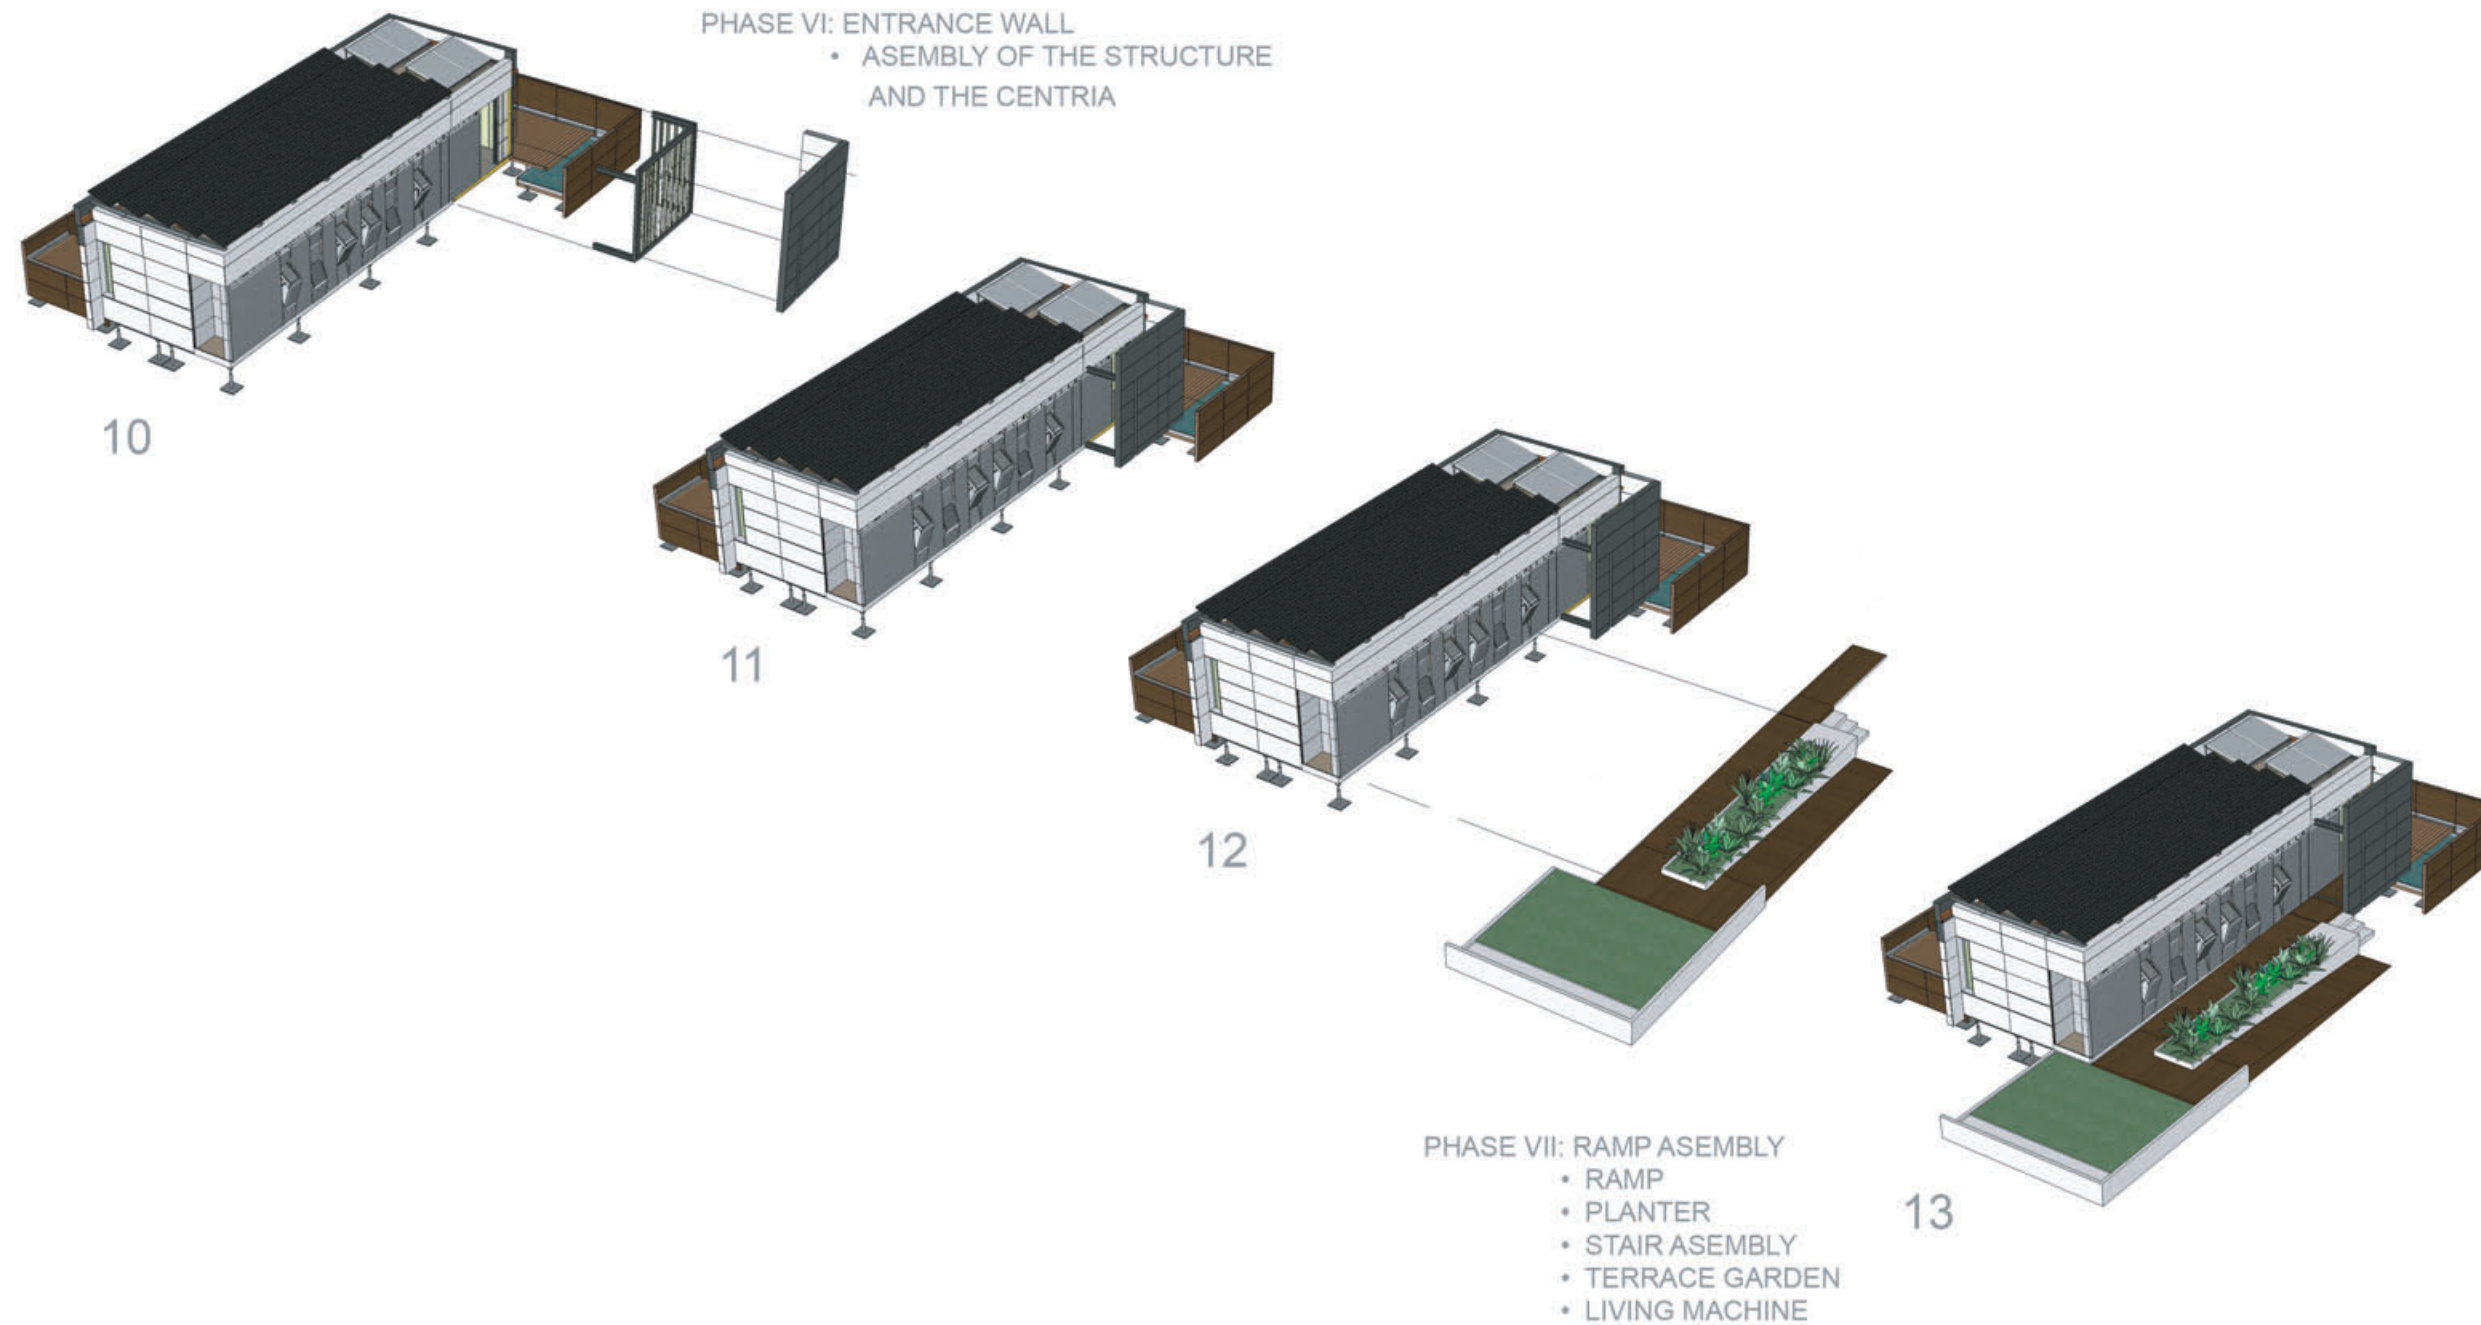 PHASE VI: ENTRANCE WALL
• ASEMBLY OF THE STRUCTURE
AND THE CENTRIA
10
11
12
PHASE VII: RAMP ASEMBLY
• RAMP
• PLANTER
• STAIR ASEMBLY
• TERRACE GARDEN
• LIVING MACHINE
13